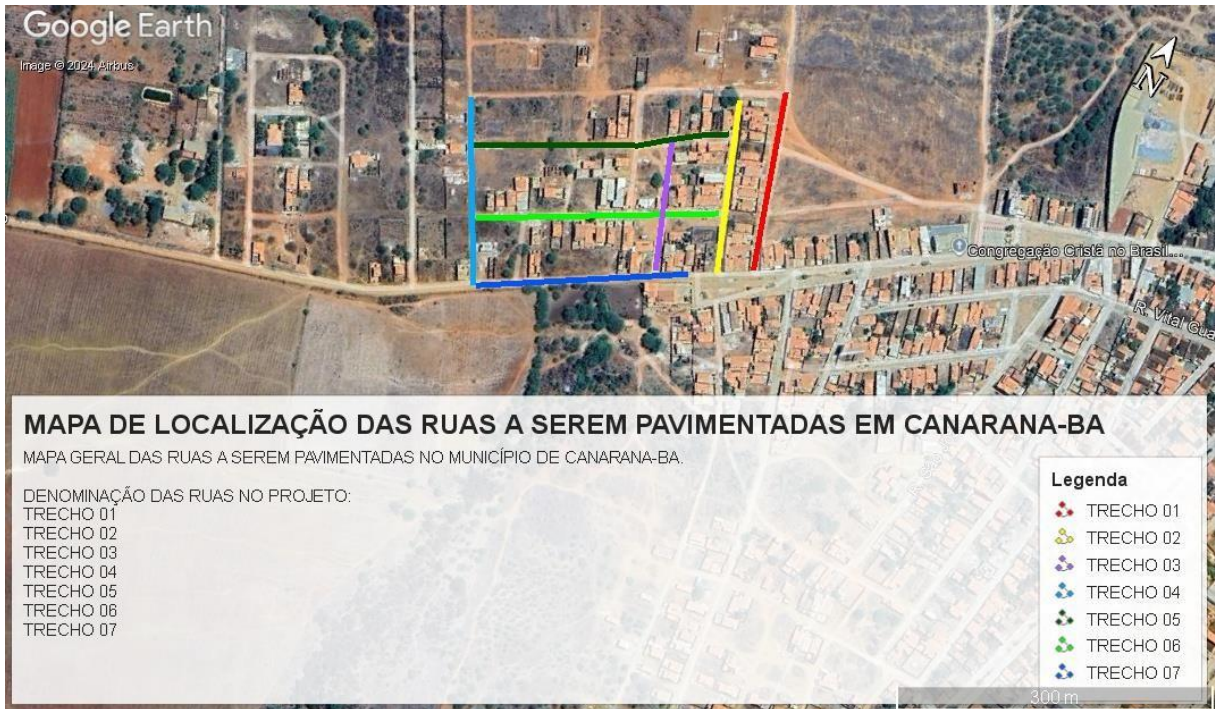 Google Earth
Image © 2024 Airbus
N
Congregação Cristã no Brasil...
R. Vital Gua
MAPA DE LOCALIZAÇÃO DAS RUAS A SEREM PAVIMENTADAS EM CANARANA-BA
MAPA GERAL DAS RUAS A SEREM PAVIMENTADAS NO MUNICÍPIO DE CANARANA-BA.
DENOMINAÇÃO DAS RUAS NO PROJETO:
TRECHO 01
TRECHO 02
TRECHO 03
TRECHO 04
TRECHO 05
TRECHO 06
TRECHO 07
Legenda
TRECHO 01
TRECHO 02
TRECHO 03
TRECHO 04
TRECHO 05
TRECHO 06
TRECHO 07
300 m